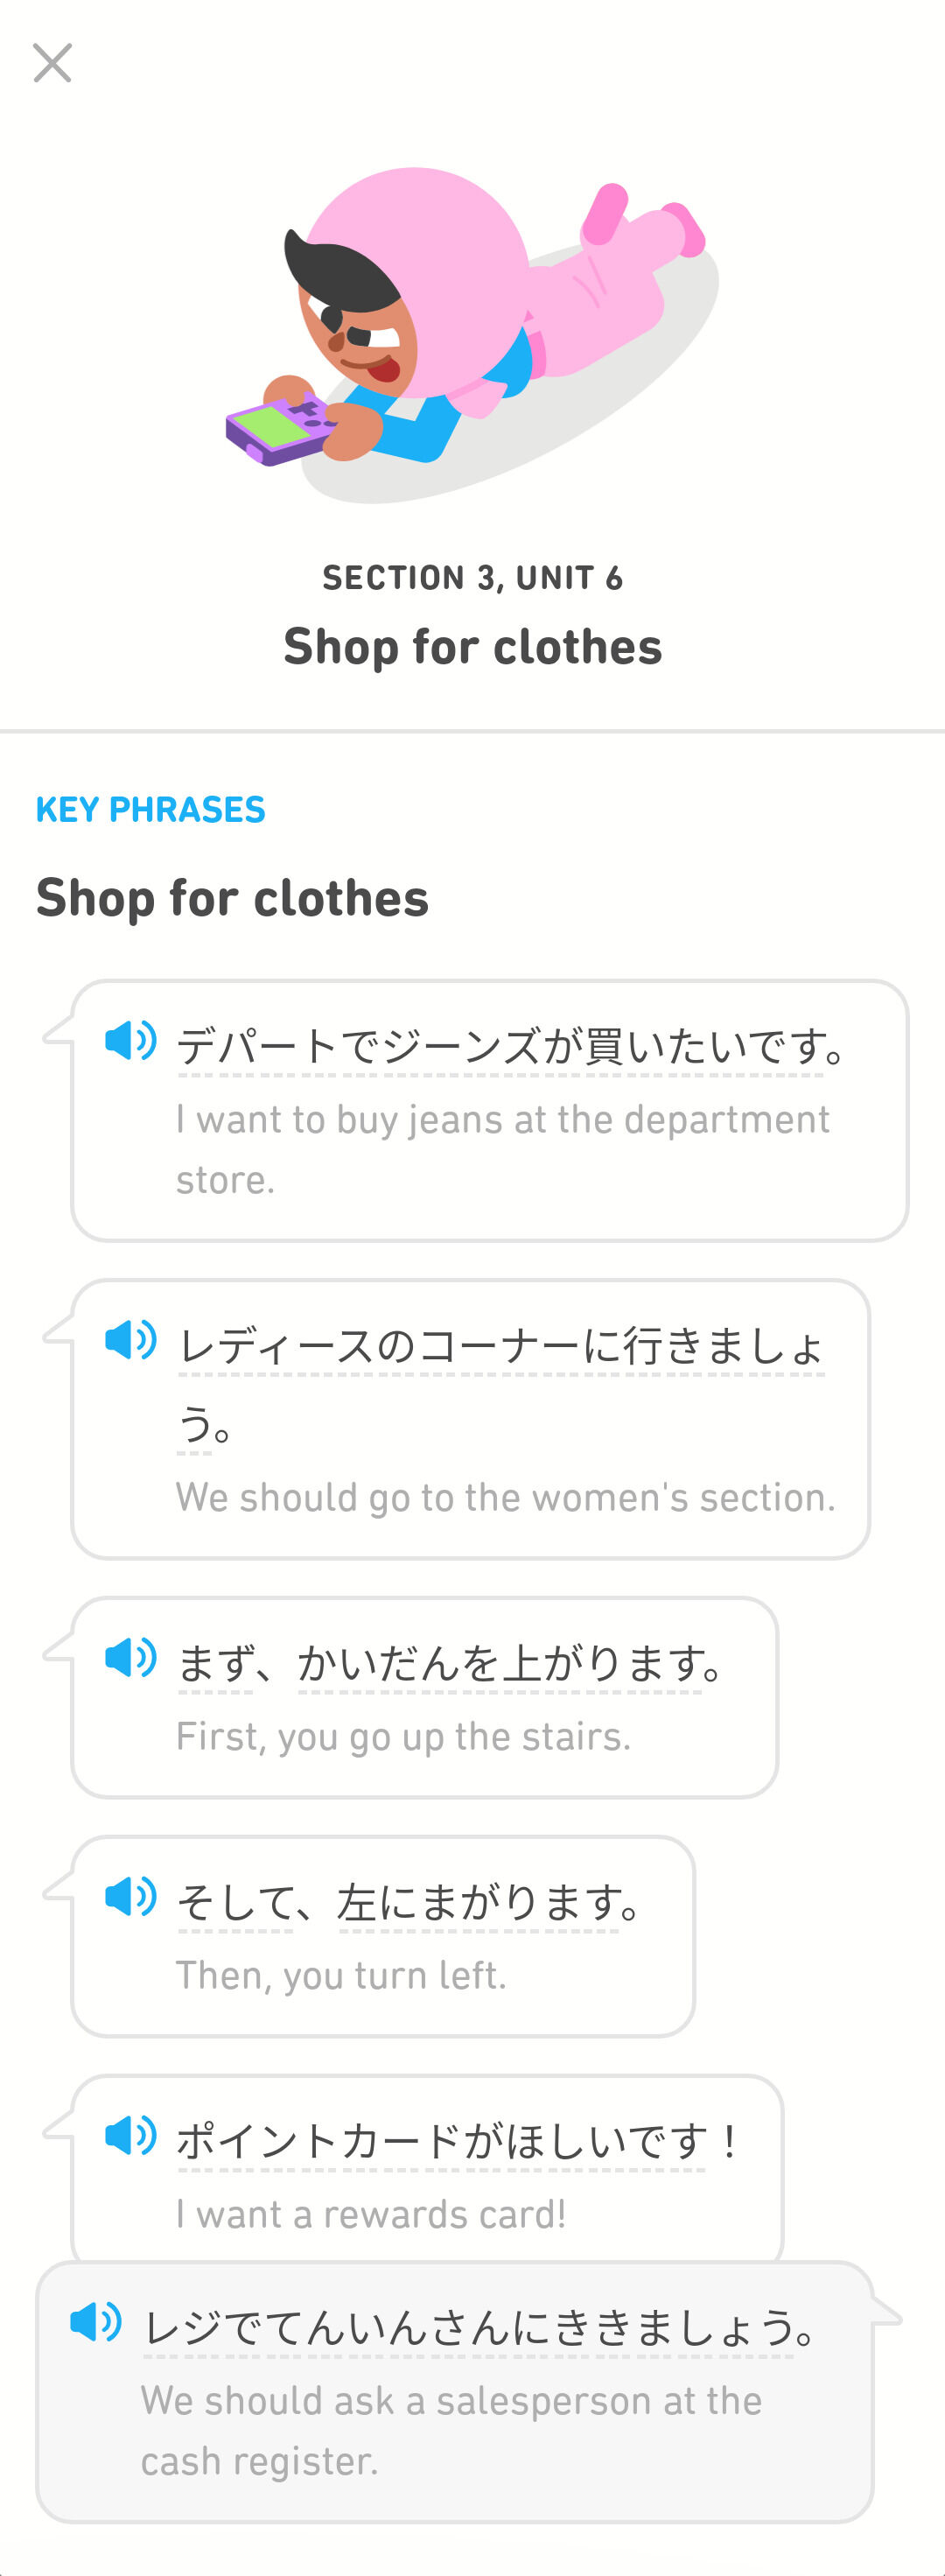 SECTION 3, UNIT 6
Shop for clothes
KEY PHRASES
Shop for clothes
デパートでジーンズが買いたいです。
I want to buy jeans at the department
store.
レディースのコーナーに行きましょ
う。
We should go to the women's section.
まず、かいだんを上がります。
First, you go up the stairs.
そして、左にまがります。
Then, you turn left.
ポイントカードがほしいです！
I want a rewards card!
レジでてんいんさんにききましょう。
We should ask a salesperson at the
cash register.